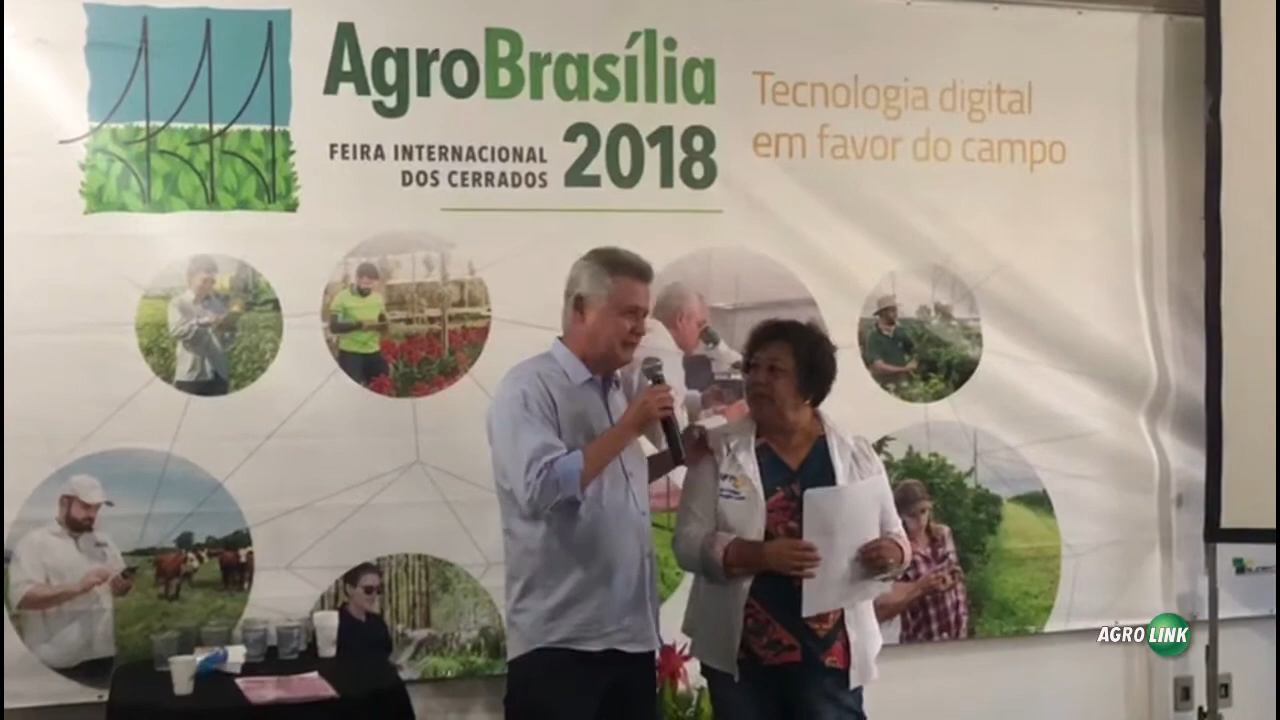 AgroBrasília
FEIRA INTERNACIONAL
DOS CERRADOS
2018
Tecnologia digital
em favor do campo
AGRO LINK